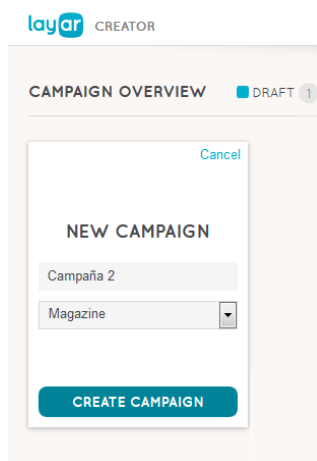 layar CREATOR
CAMPAIGN OVERVIEW DRAFT 1
Cancel
NEW CAMPAIGN
Campaña 2
Magazine
CREATE CAMPAIGN